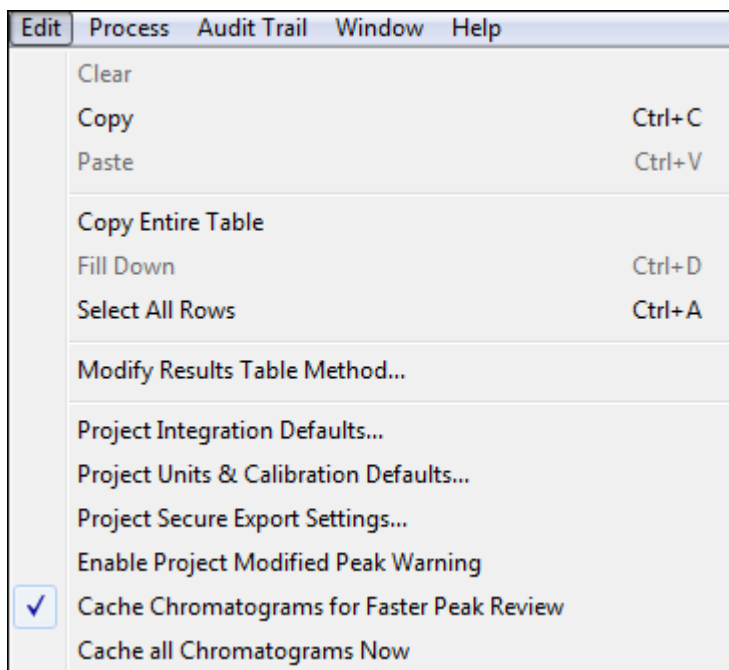 Edit Process Audit Trail Window Help
Clear
Copy Ctrl+C
Paste Ctrl+V
Copy Entire Table
Fill Down Ctrl+D
Select All Rows Ctrl+A
Modify Results Table Method...
Project Integration Defaults...
Project Units & Calibration Defaults...
Project Secure Export Settings...
Enable Project Modified Peak Warning
Cache Chromatograms for Faster Peak Review
Cache all Chromatograms Now